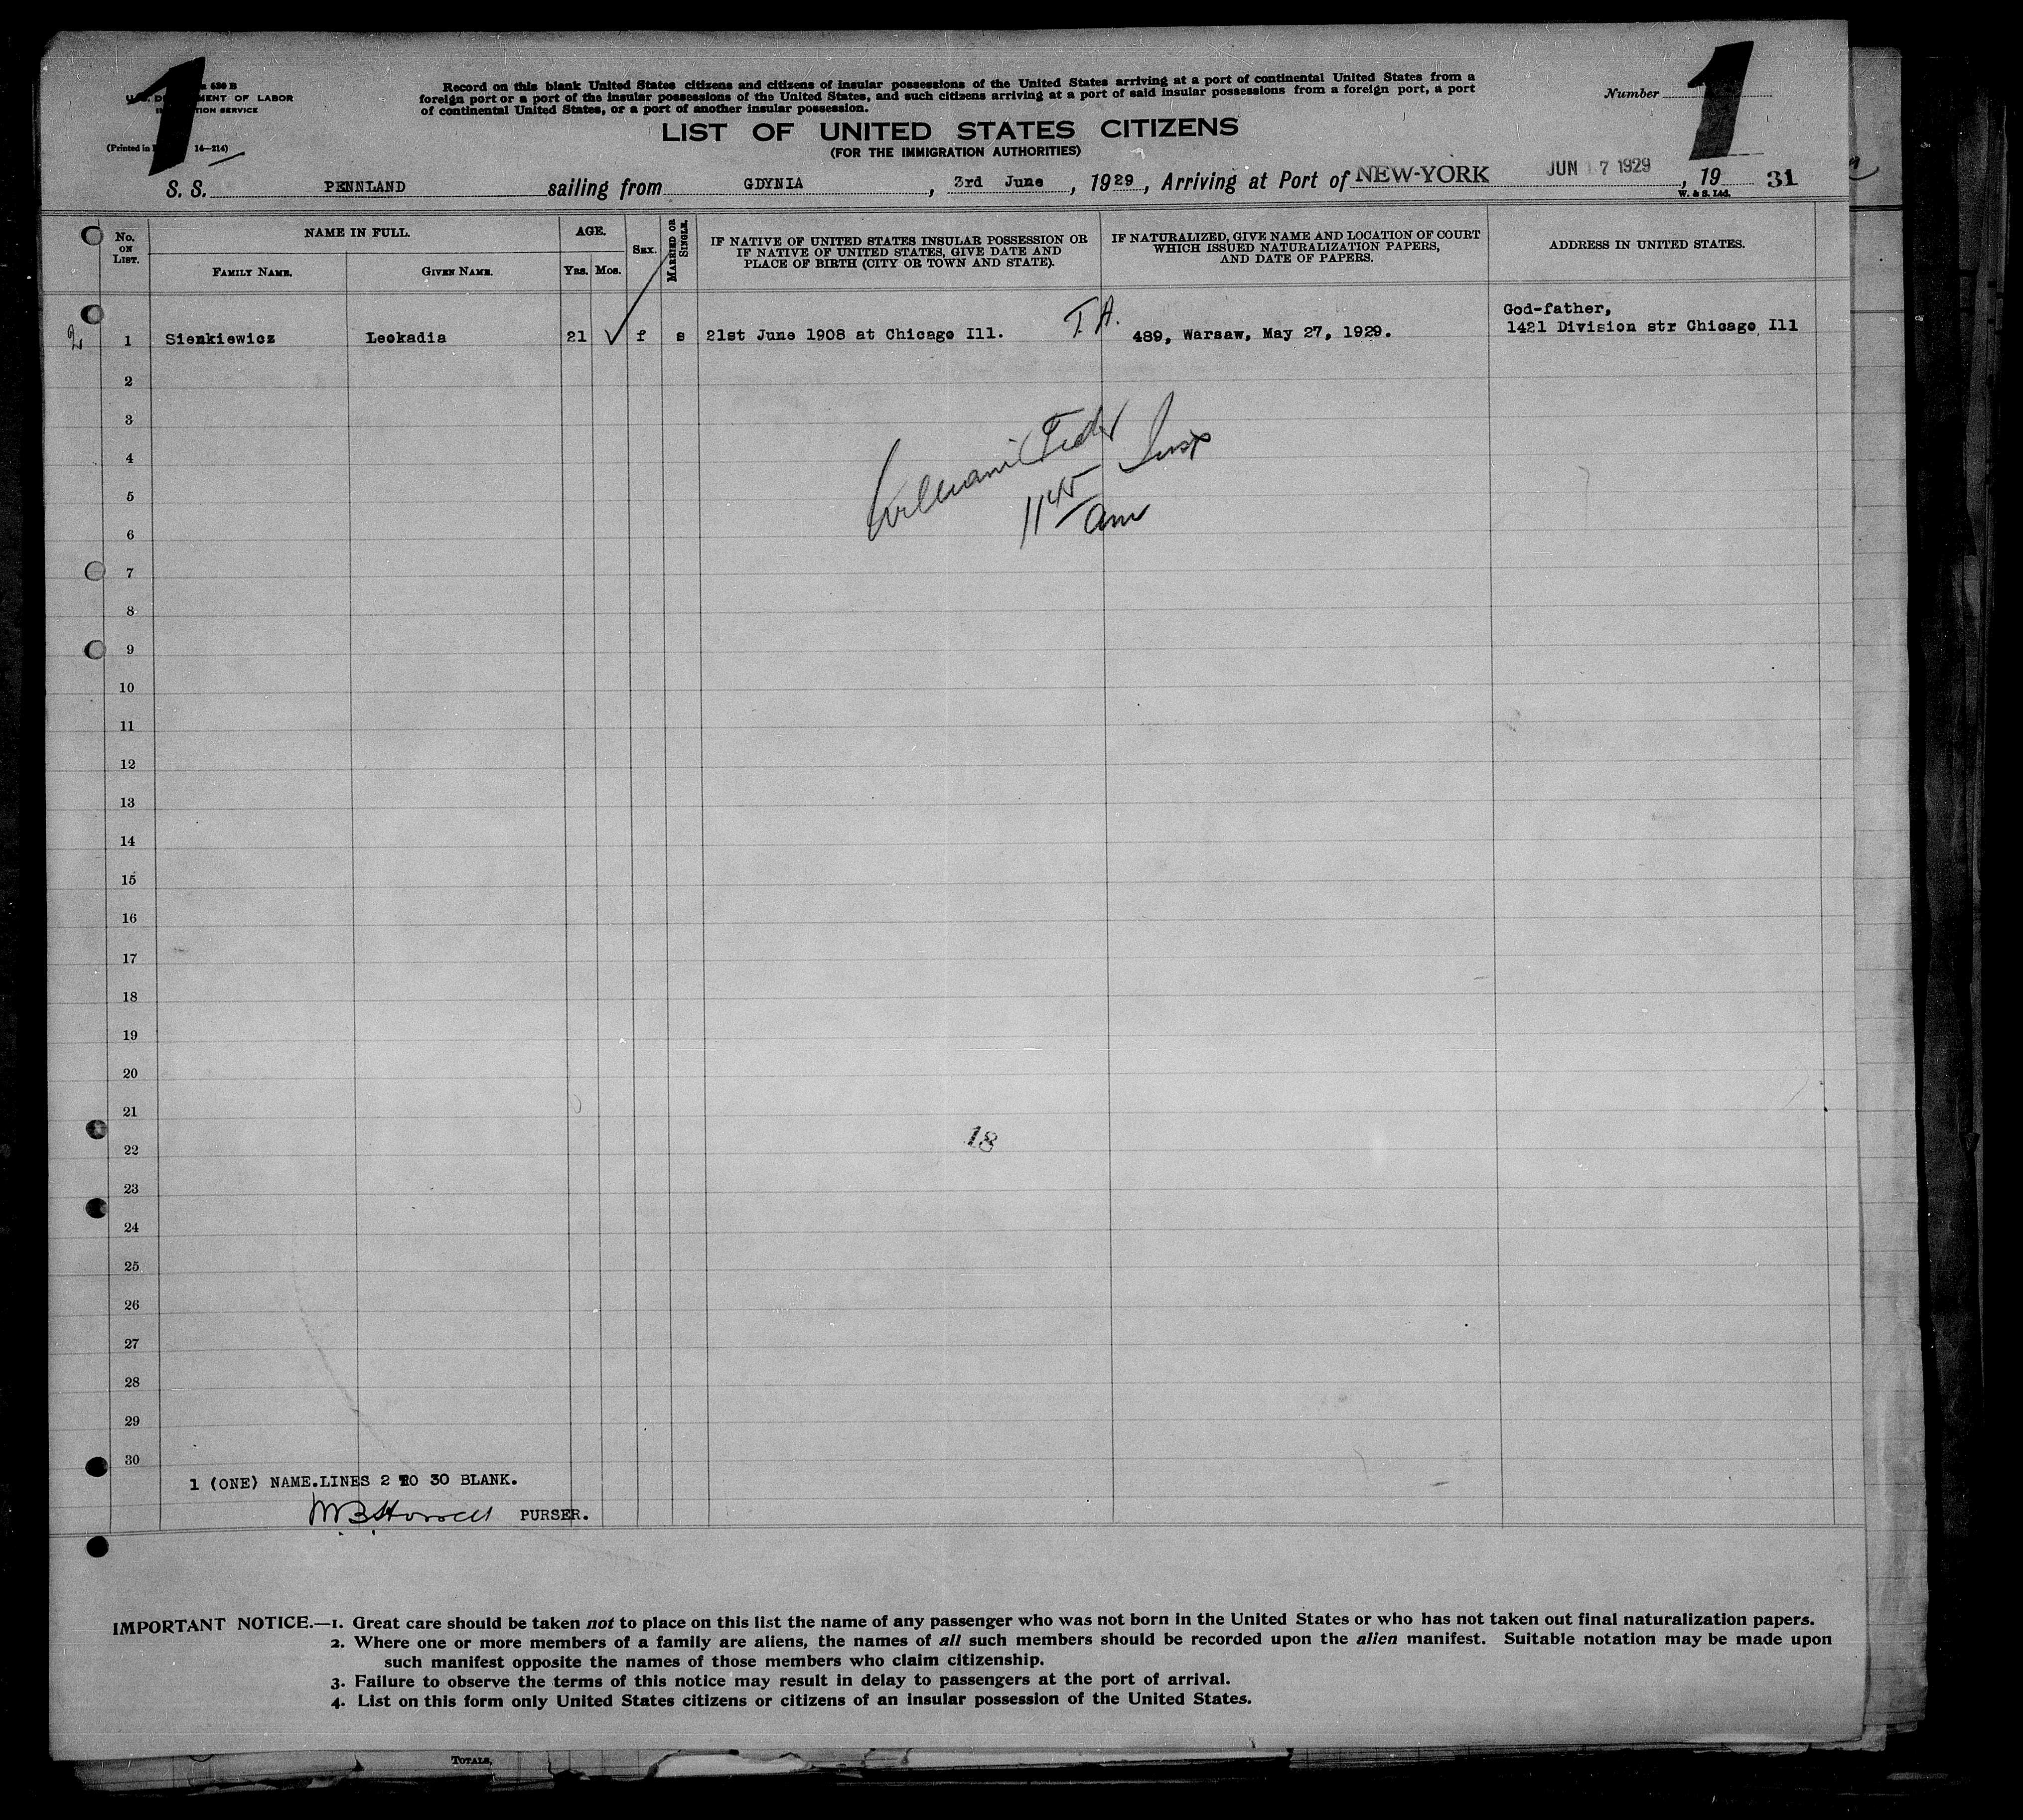 1
1
U. S. DEPARTMENT OF LABOR
IMMIGRATION SERVICE
(Printed in 14—214)
Record on this blank United States citizens and citizens of insular possessions of the United States arriving at a port of continental United States from a
foreign port or a port of the insular possessions of the United States, and such citizens arriving at a port of said insular possessions from a foreign port, a port
of continental United States, or a port of another insular possession.
Number
LIST OF UNITED STATES CITIZENS
(FOR THE IMMIGRATION AUTHORITIES)
S. S. PENNLAND sailing from GDYNIA, 3rd June, 1929, Arriving at Port of NEW-YORK JUN 17 1929, 19 31
W. & S. Ltd.
No. ON LIST.
NAME IN FULL.
FAMILY NAME.
GIVEN NAME.
AGE.
Yrs. Mos.
SEX.
MARRIED OR SINGLE.
IF NATIVE OF UNITED STATES INSULAR POSSESSION OR
IF NATIVE OF UNITED STATES, GIVE DATE AND
PLACE OF BIRTH (CITY OR TOWN AND STATE).
IF NATURALIZED, GIVE NAME AND LOCATION OF COURT
WHICH ISSUED NATURALIZATION PAPERS,
AND DATE OF PAPERS.
ADDRESS IN UNITED STATES.
God-father,
2 1 Sienkiewicz Leokadia 21 ✓ f s 21st June 1908 at Chicago Ill. T.A. 489, Warsaw, May 27, 1929. 1421 Division str Chicago Ill
2
3
4
Insp
5
11 45
6
am
7
8
9
10
11
12
13
14
15
16
17
18
19
20
21
22
18
23
24
25
26
27
28
29
30
1 (ONE) NAME.LINES 2 TO 30 BLANK.
PURSER.
IMPORTANT NOTICE.—1. Great care should be taken not to place on this list the name of any passenger who was not born in the United States or who has not taken out final naturalization papers.
2. Where one or more members of a family are aliens, the names of all such members should be recorded upon the alien manifest. Suitable notation may be made upon
such manifest opposite the names of those members who claim citizenship.
3. Failure to observe the terms of this notice may result in delay to passengers at the port of arrival.
4. List on this form only United States citizens or citizens of an insular possession of the United States.
TOTALS,